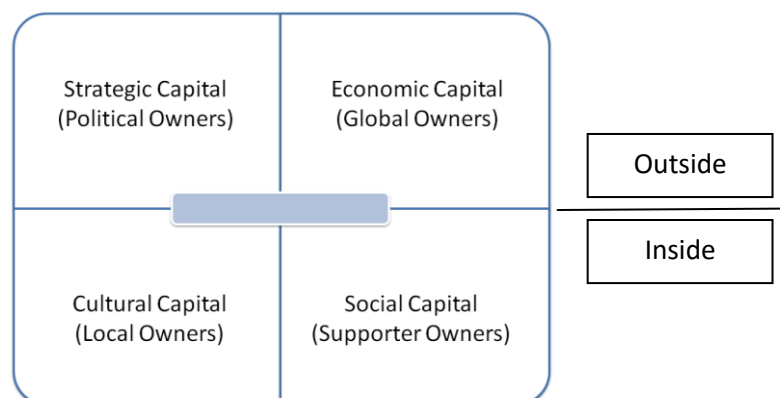 Strategic Capital
(Political Owners)
Economic Capital
(Global Owners)
Outside
Inside
Cultural Capital
(Local Owners)
Social Capital
(Supporter Owners)